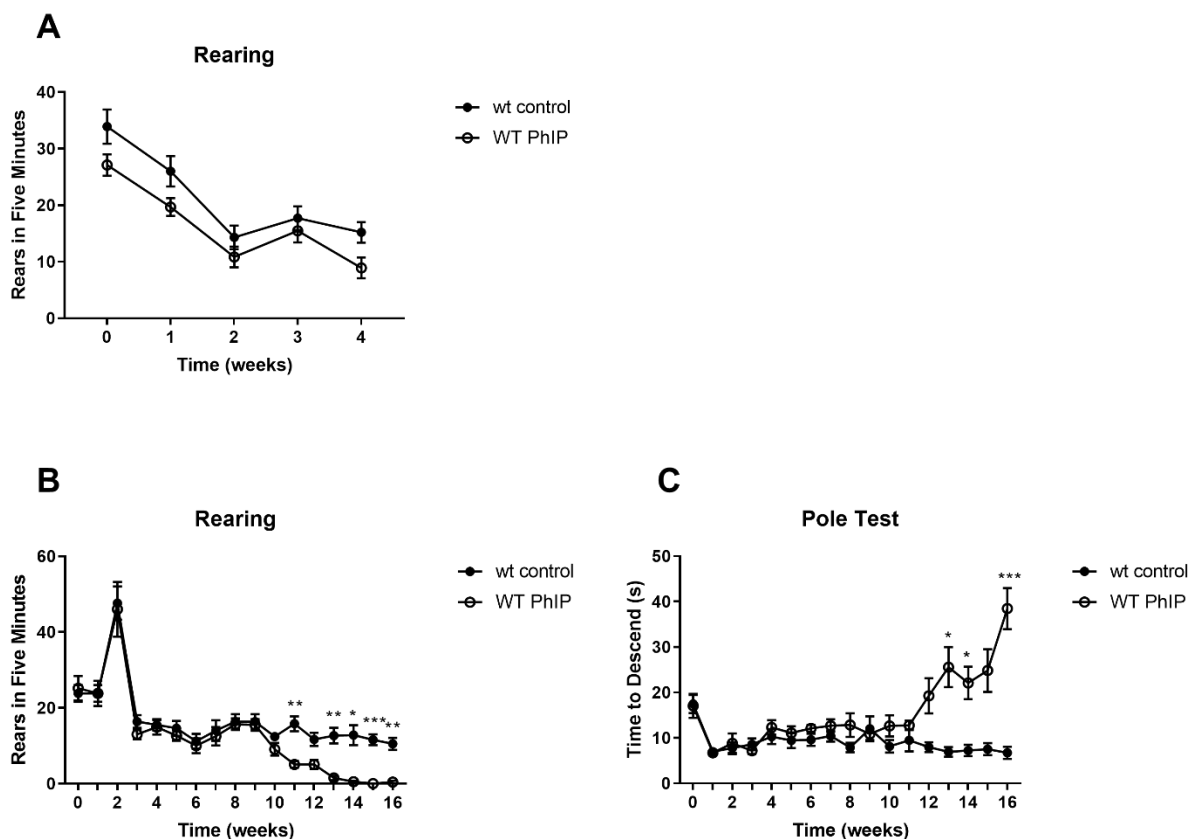 A
Rearing
40
30
20
10
0
Rears in Five Minutes
0 1 2 3 4
Time (weeks)
wt control
WT PhIP
B
Rearing
60
40
20
0
Rears in Five Minutes
** ** * *** **
0 2 4 6 8 10 12 14 16
Time (weeks)
wt control
WT PhIP
C
Pole Test
50
40
30
20
10
0
Time to Descend (s)
* * ***
0 2 4 6 8 10 12 14 16
Time (weeks)
wt control
WT PhIP